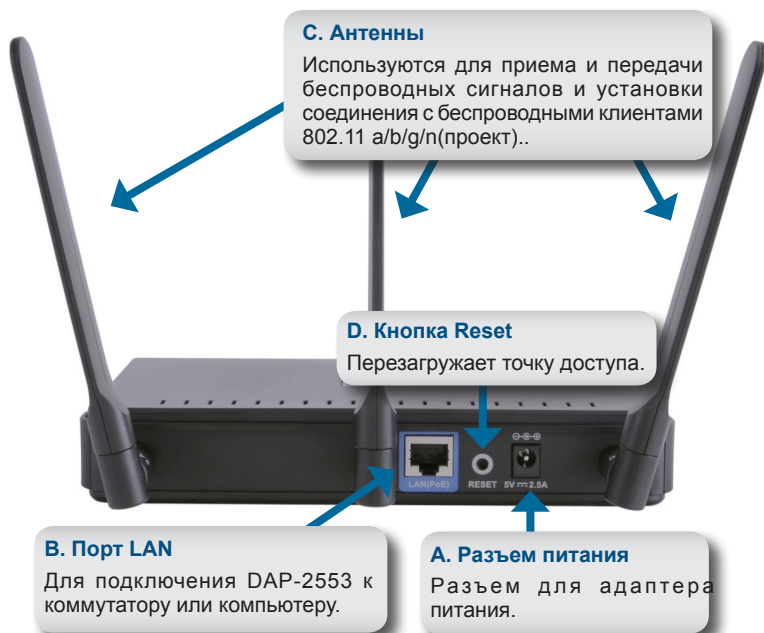 C. Антенны
Используются для приема и передачи
беспроводных сигналов и установки
соединения с беспроводными клиентами
802.11 a/b/g/n(проект)..
D. Кнопка Reset
Перезагружает точку доступа.
LAN(PoE)
RESET
5V 2.5A
B. Порт LAN
Для подключения DAP-2553 к
коммутатору или компьютеру.
A. Разъем питания
Разъем для адаптера
питания.